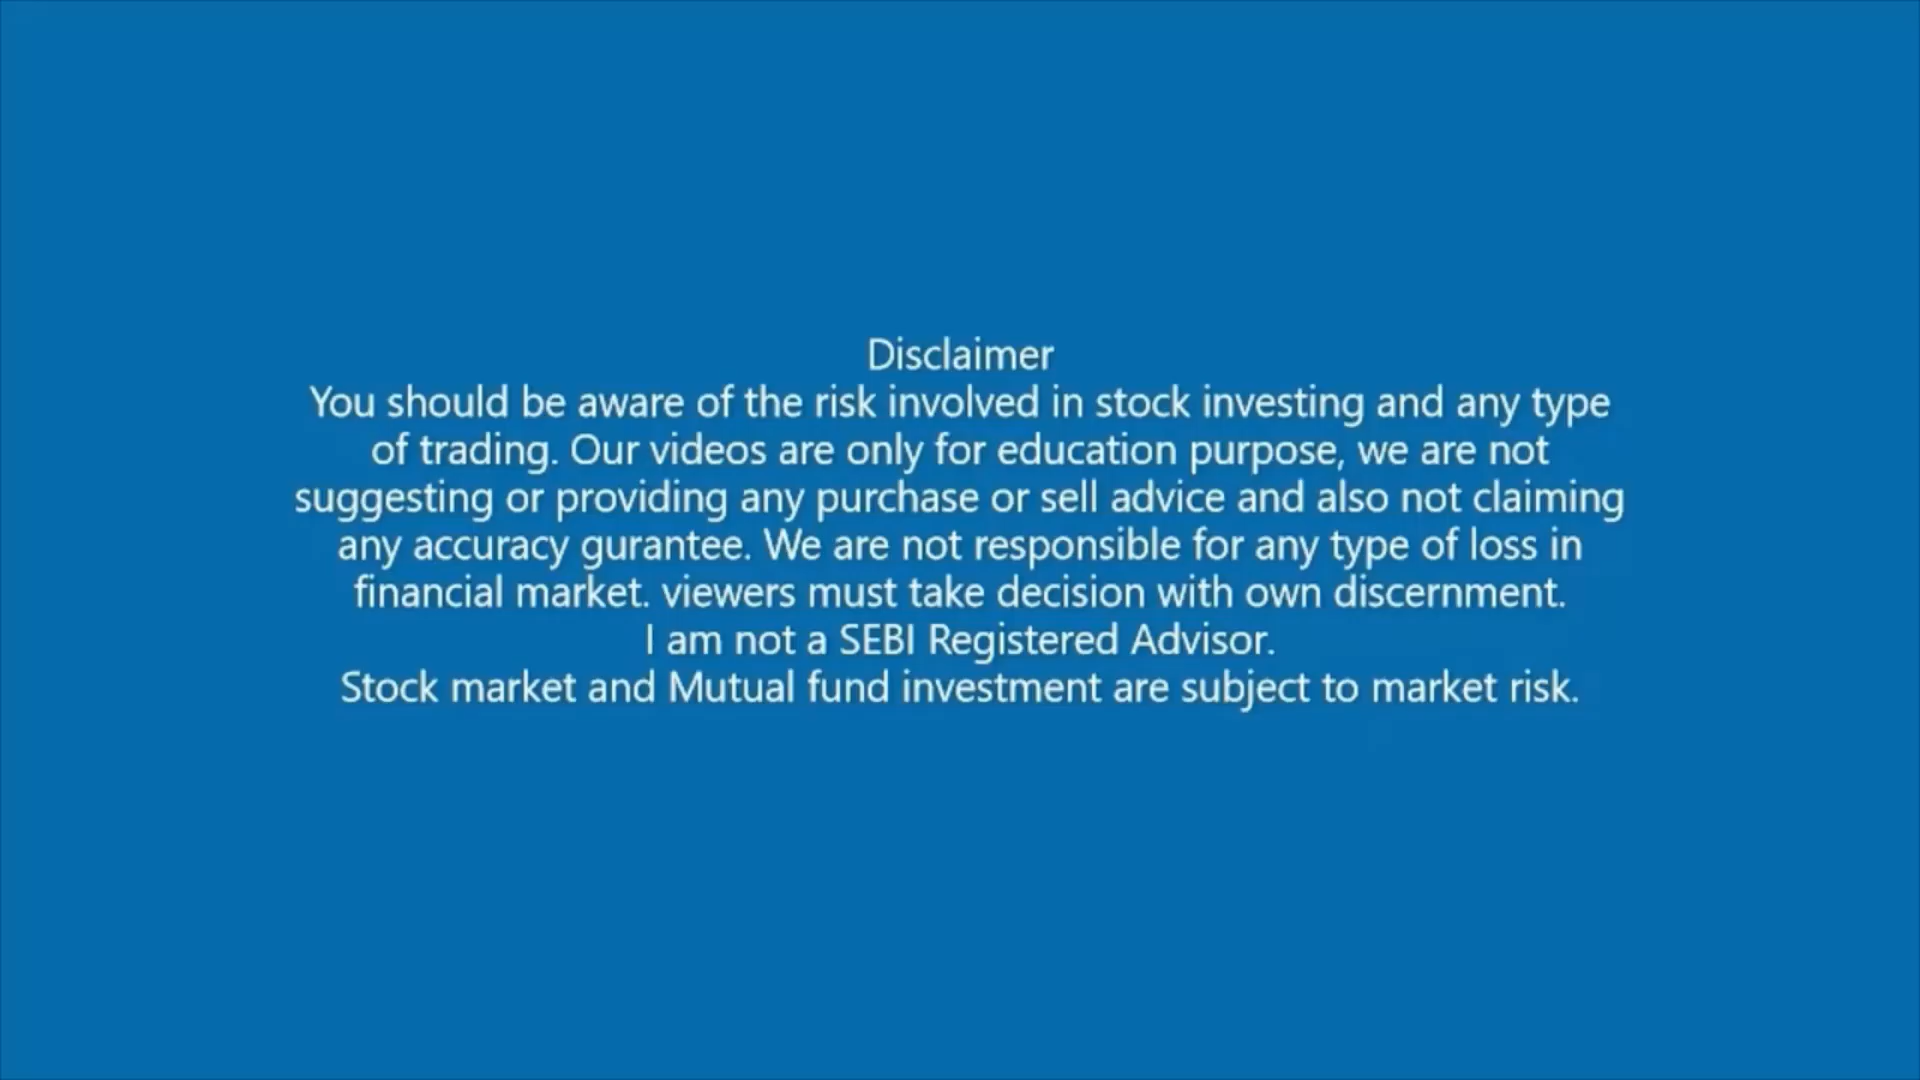 Disclaimer
You should be aware of the risk involved in stock investing and any type
of trading. Our videos are only for education purpose, we are not
suggesting or providing any purchase or sell advice and also not claiming
any accuracy gurantee. We are not responsible for any type of loss in
financial market. viewers must take decision with own discernment.
I am not a SEBI Registered Advisor.
Stock market and Mutual fund investment are subject to market risk.